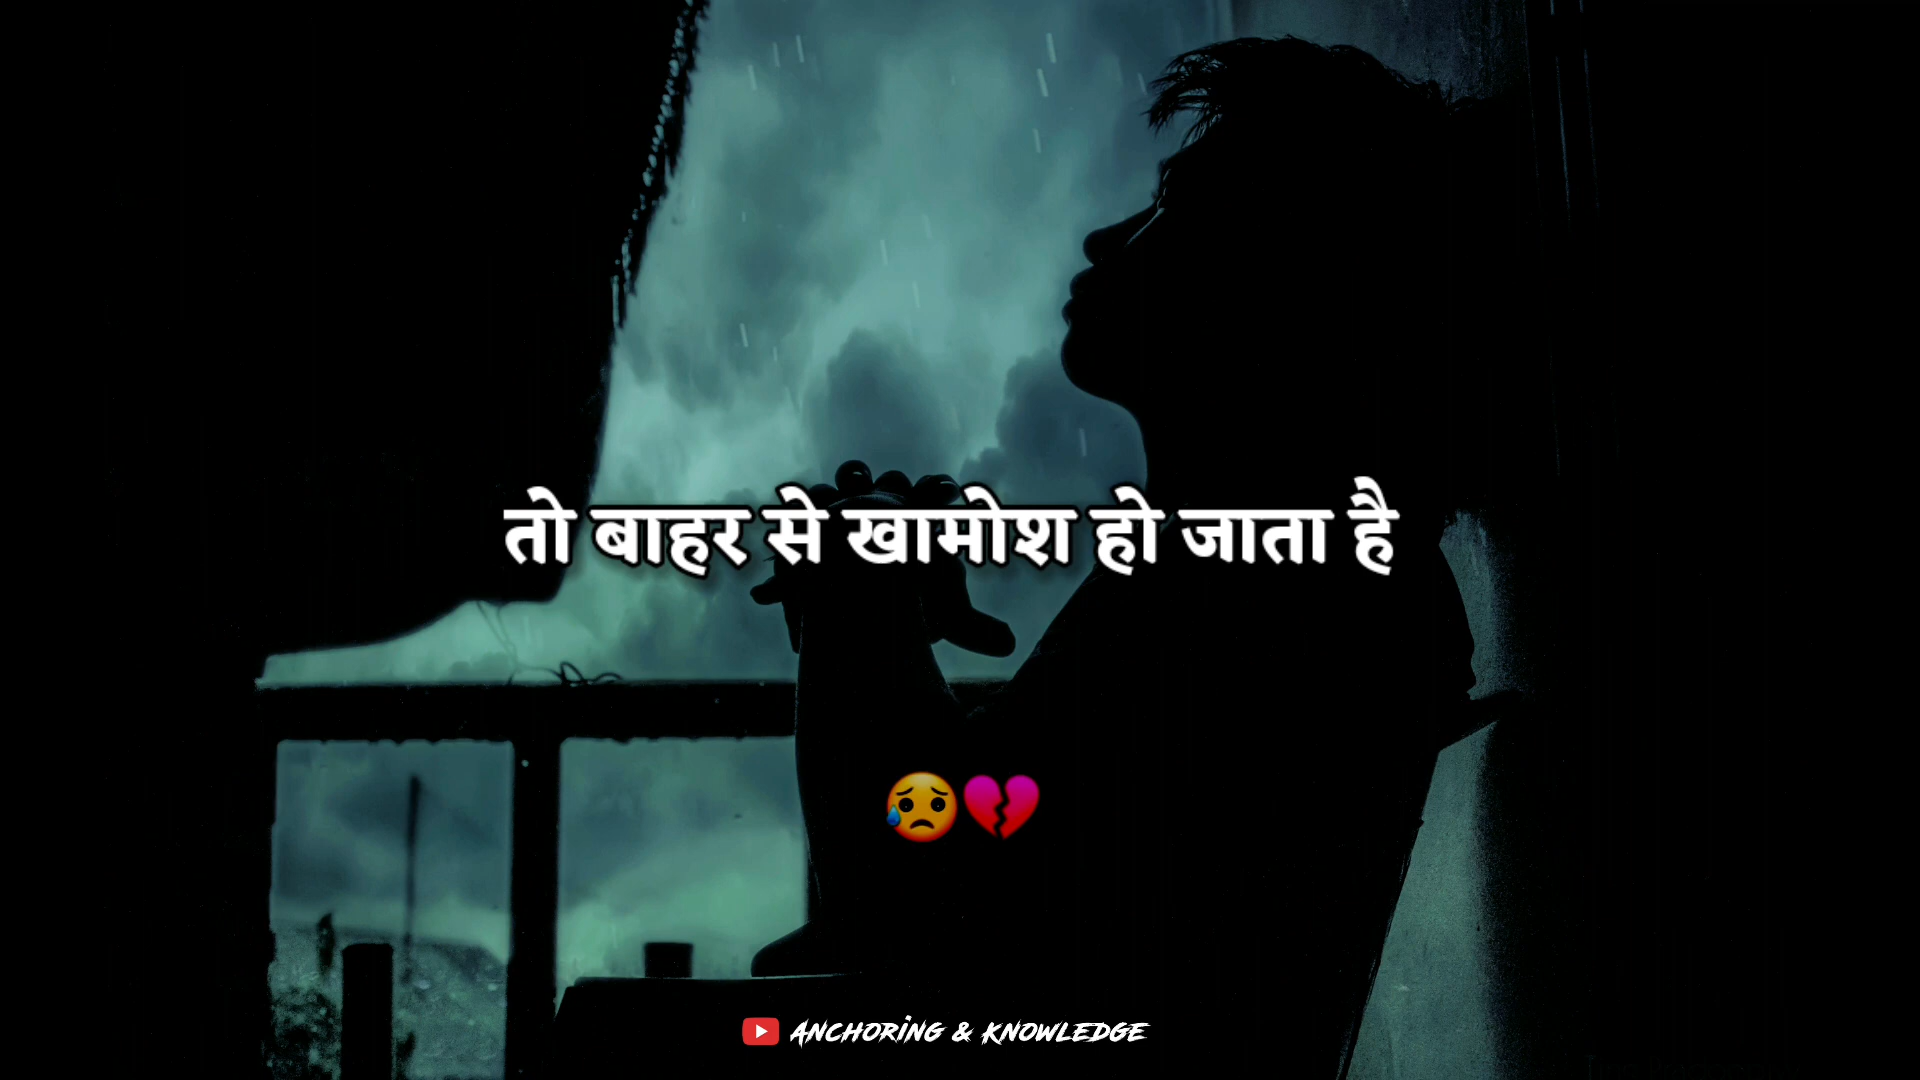 तो बाहर से खामोश हो जाता है
😥💔
ANCHORING & KNOWLEDGE